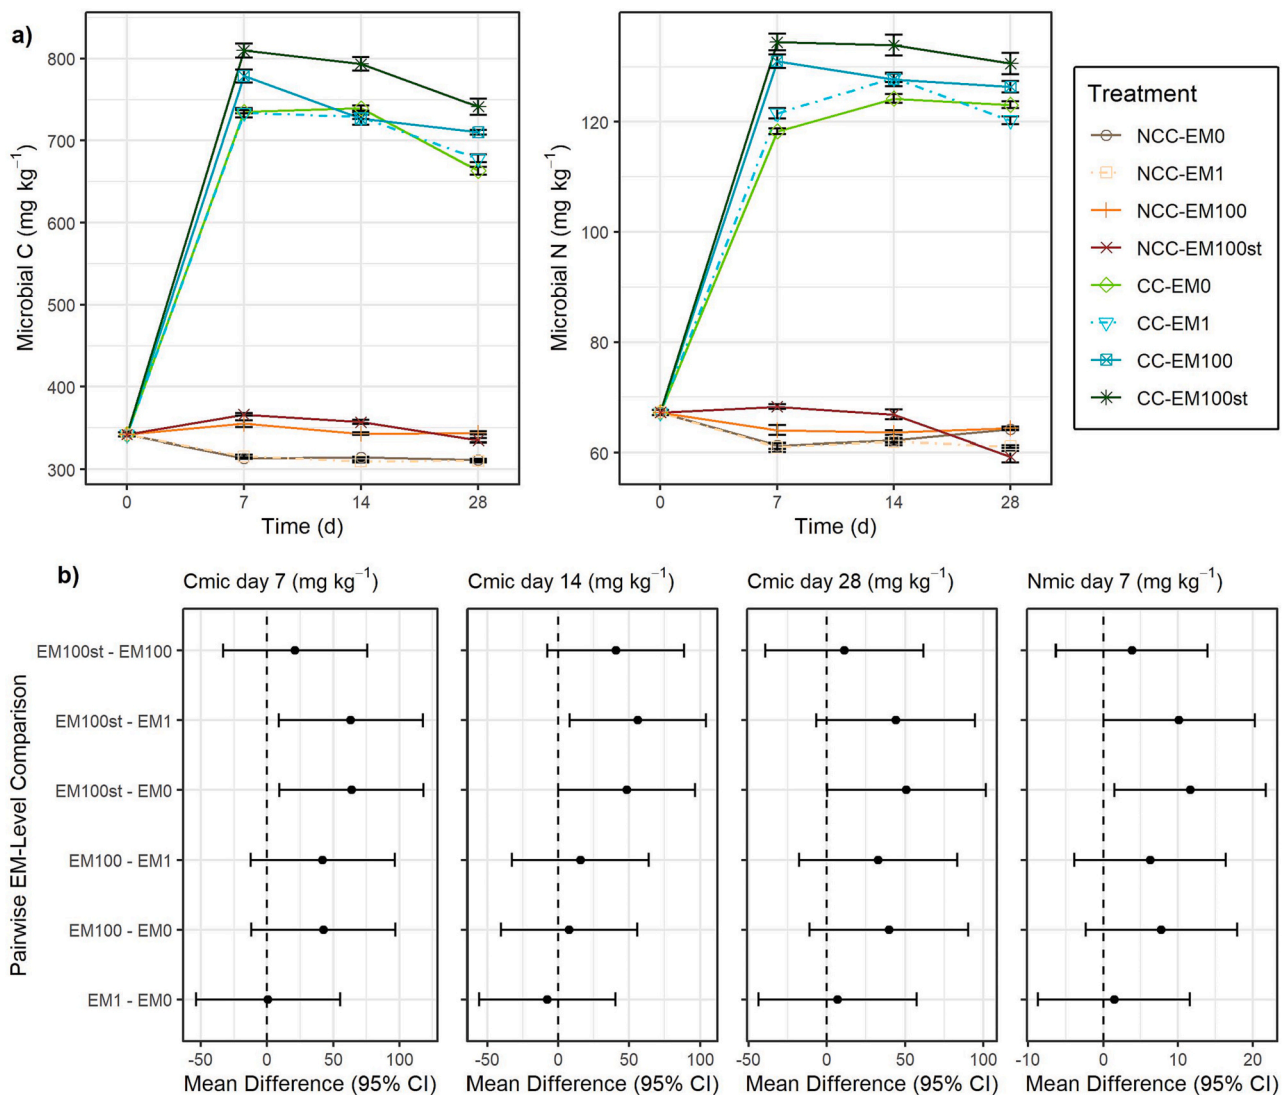 a)
Microbial C (mg kg⁻¹)
800
700
600
500
400
300
0 7 14 28
Time (d)
Microbial N (mg kg⁻¹)
120
100
80
60
0 7 14 28
Time (d)
Treatment
NCC-EM0
NCC-EM1
NCC-EM100
NCC-EM100st
CC-EM0
CC-EM1
CC-EM100
CC-EM100st
b)
Cmic day 7 (mg kg⁻¹)
Cmic day 14 (mg kg⁻¹)
Cmic day 28 (mg kg⁻¹)
Nmic day 7 (mg kg⁻¹)
Pairwise EM-Level Comparison
EM100st - EM100
EM100st - EM1
EM100st - EM0
EM100 - EM1
EM100 - EM0
EM1 - EM0
-50 0 50 100
Mean Difference (95% CI)
-50 0 50 100
Mean Difference (95% CI)
-50 0 50 100
Mean Difference (95% CI)
-10 0 10 20
Mean Difference (95% CI)